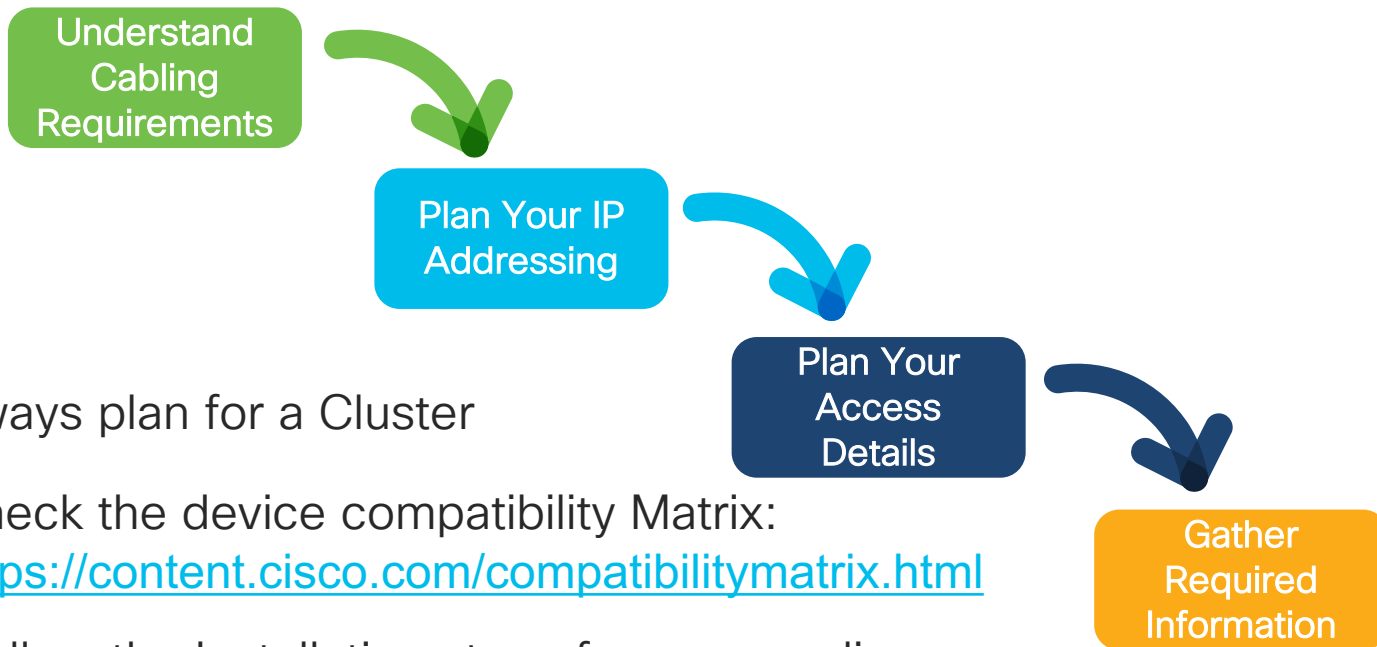 Understand
Cabling
Requirements
Plan Your IP
Addressing
Plan Your
Access
Details
ways plan for a Cluster
eck the device compatibility Matrix:
ps://content.cisco.com/compatibilitymatrix.html
Gather
Required
Information